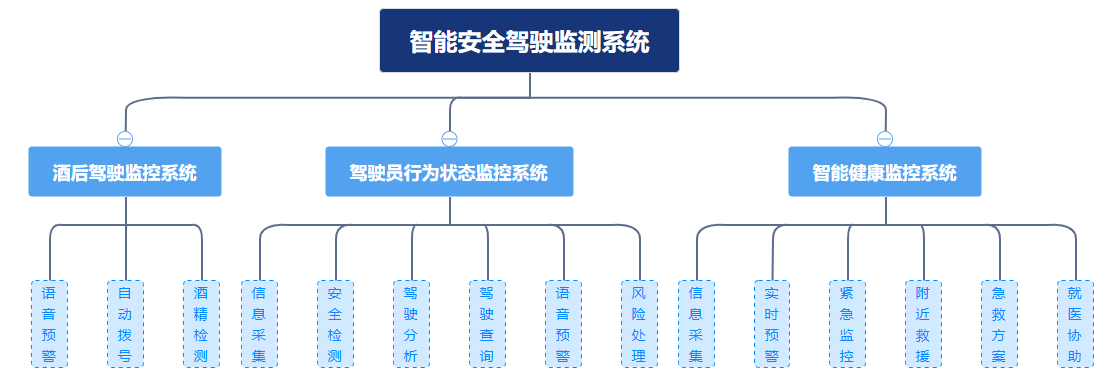 智能安全驾驶监测系统
酒后驾驶监控系统
驾驶员行为状态监控系统
智能健康监控系统
语音预警
自动拨号
酒精检测
信息采集
安全检测
驾驶分析
驾驶查询
语音预警
风险处理
信息采集
实时预警
紧急监控
附近救援
急救方案
就医协助